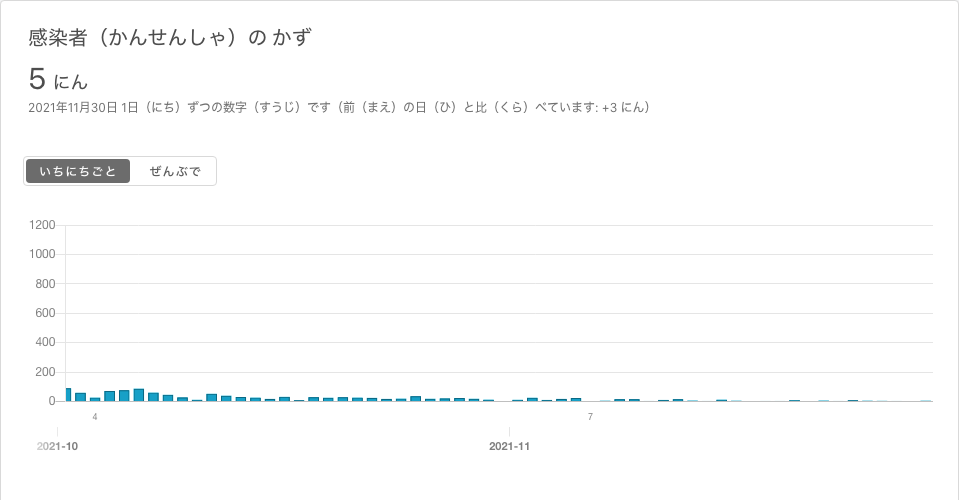 感染者（かんせんしゃ）の かず
5 にん
2021年11月30日 1日（にち）ずつの数字（すうじ）です（前（まえ）の日（ひ）と比（くら）べています: +3 にん）
いちにちごと ぜんぶで
1200
1000
800
600
400
200
0
4 7
2021-10 2021-11